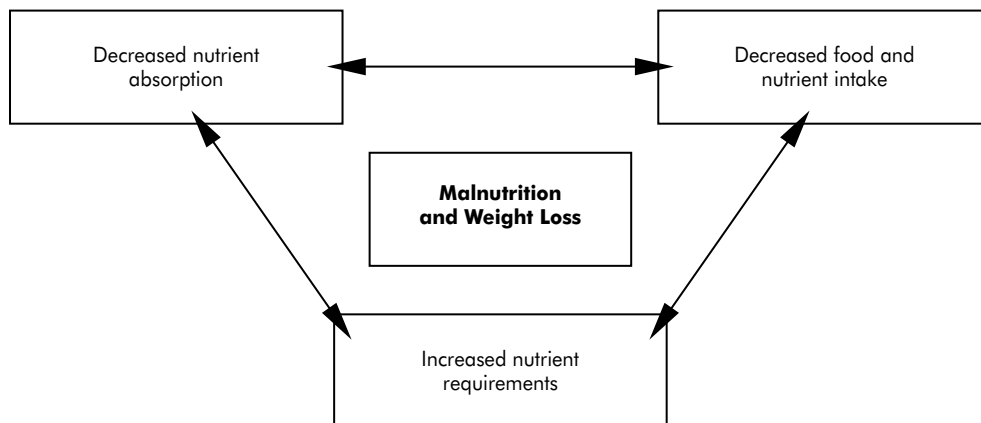 Decreased nutrient
absorption
Decreased food and
nutrient intake
Malnutrition
and Weight Loss
Increased nutrient
requirements